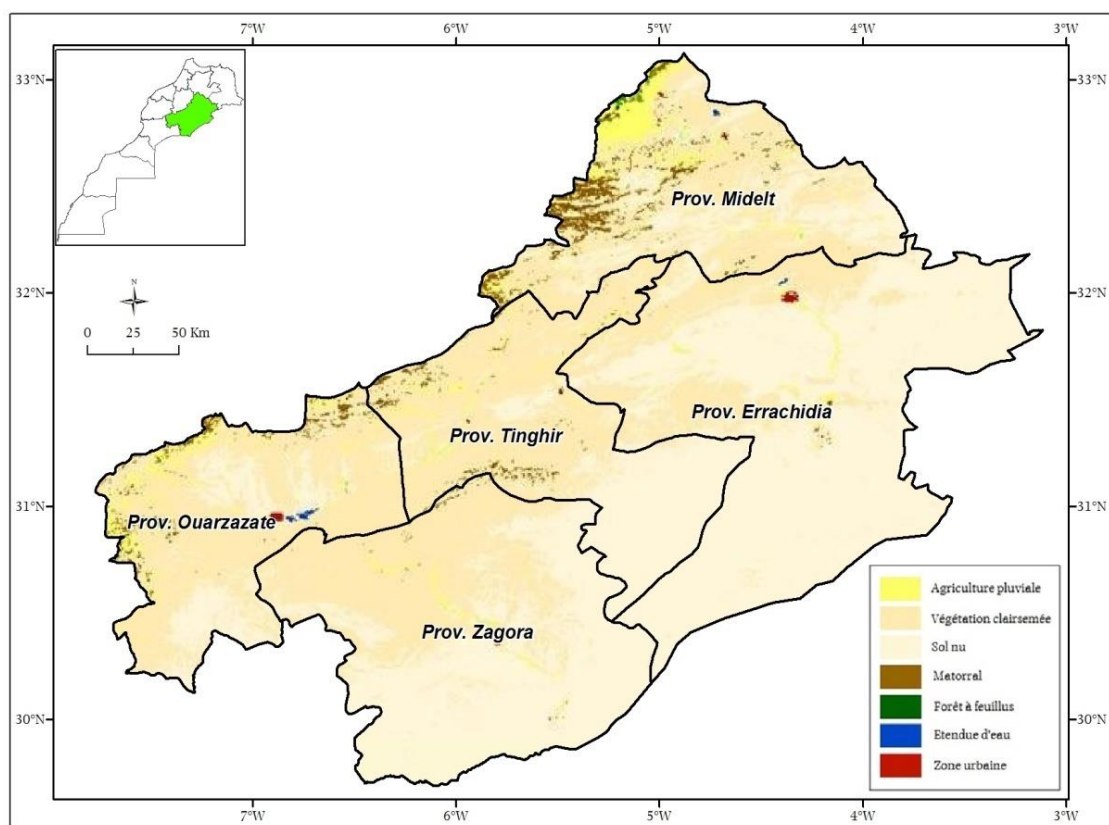 7°W 6°W 5°W 4°W 3°W
33°N 33°N
Prov. Midelt
N
32°N 32°N
0 25 50 Km
Prov. Errachidia
Prov. Tinghir
31°N 31°N
Prov. Ouarzazate
Agriculture pluviale
Végétation clairsemée
Prov. Zagora
Sol nu
Matorral
Forêt à feuillus
30°N 30°N
Etendue d'eau
Zone urbaine
7°W 6°W 5°W 4°W 3°W